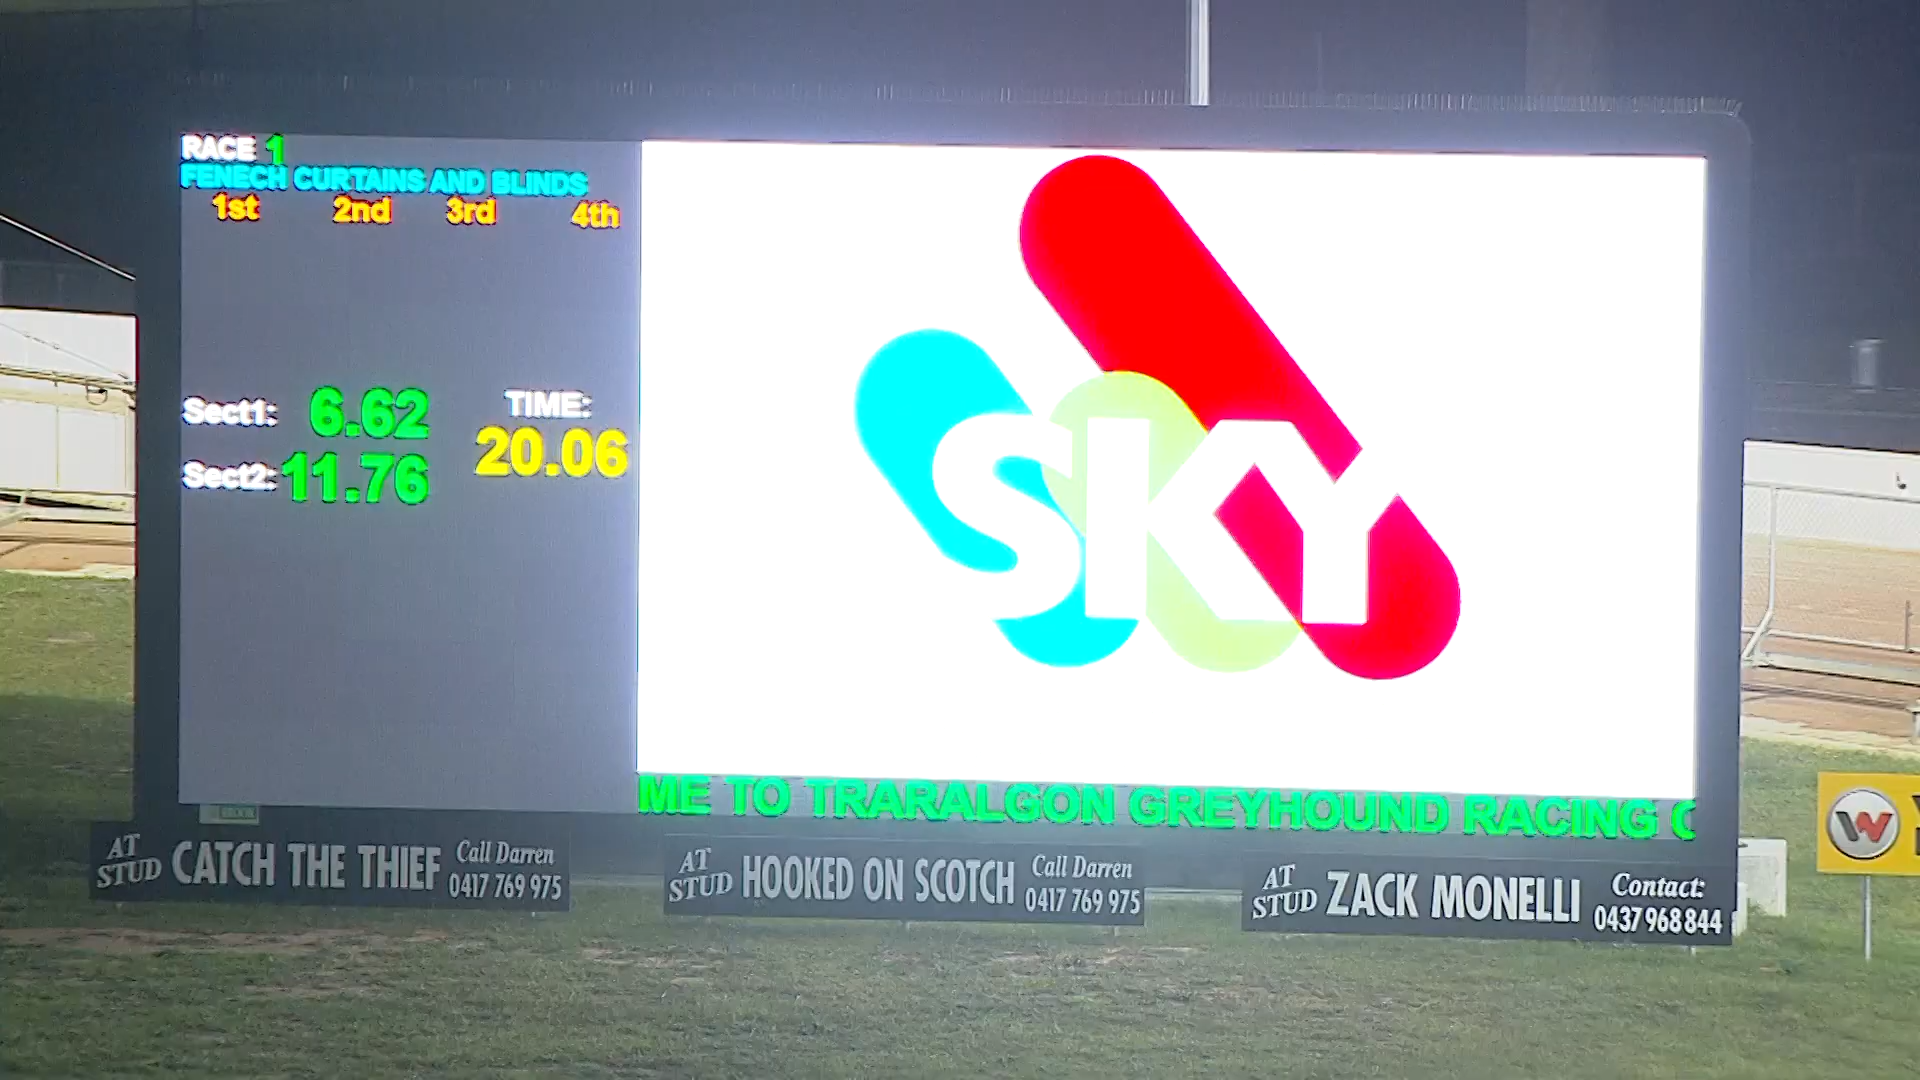 RACE 1
FENECH CURTAINS AND BLINDS
1st 2nd 3rd 4th
Sect1: 6.62
Sect2: 11.76
TIME:
20.06
SKY
ME TO TRARALGON GREYHOUND RACING
AT STUD
CATCH THE THIEF
Call Darren
0417 769 975
AT STUD
HOOKED ON SCOTCH
Call Darren
0417 769 975
AT STUD
ZACK MONELLI
Contact:
0437 968 844
W